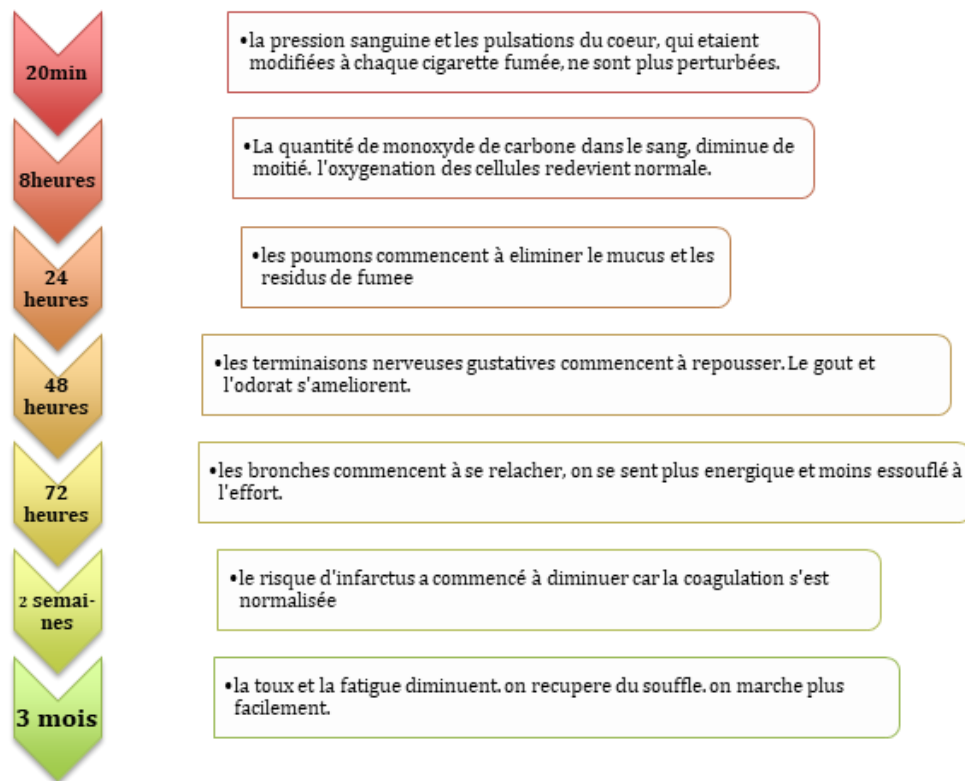 20min
•la pression sanguine et les pulsations du coeur, qui etaient
modifiées à chaque cigarette fumée, ne sont plus perturbées.
8heures
•La quantité de monoxyde de carbone dans le sang, diminue de
moitié. l'oxygenation des cellules redevient normale.
24
heures
•les poumons commencent à eliminer le mucus et les
residus de fumee
48
heures
•les terminaisons nerveuses gustatives commencent à repousser. Le gout et
l'odorat s'ameliorent.
72
heures
•les bronches commencent à se relacher, on se sent plus energique et moins essouflé à
l'effort.
2 semai-
nes
•le risque d'infarctus a commencé à diminuer car la coagulation s'est
normalisée
3 mois
•la toux et la fatigue diminuent. on recupere du souffle. on marche plus
facilement.